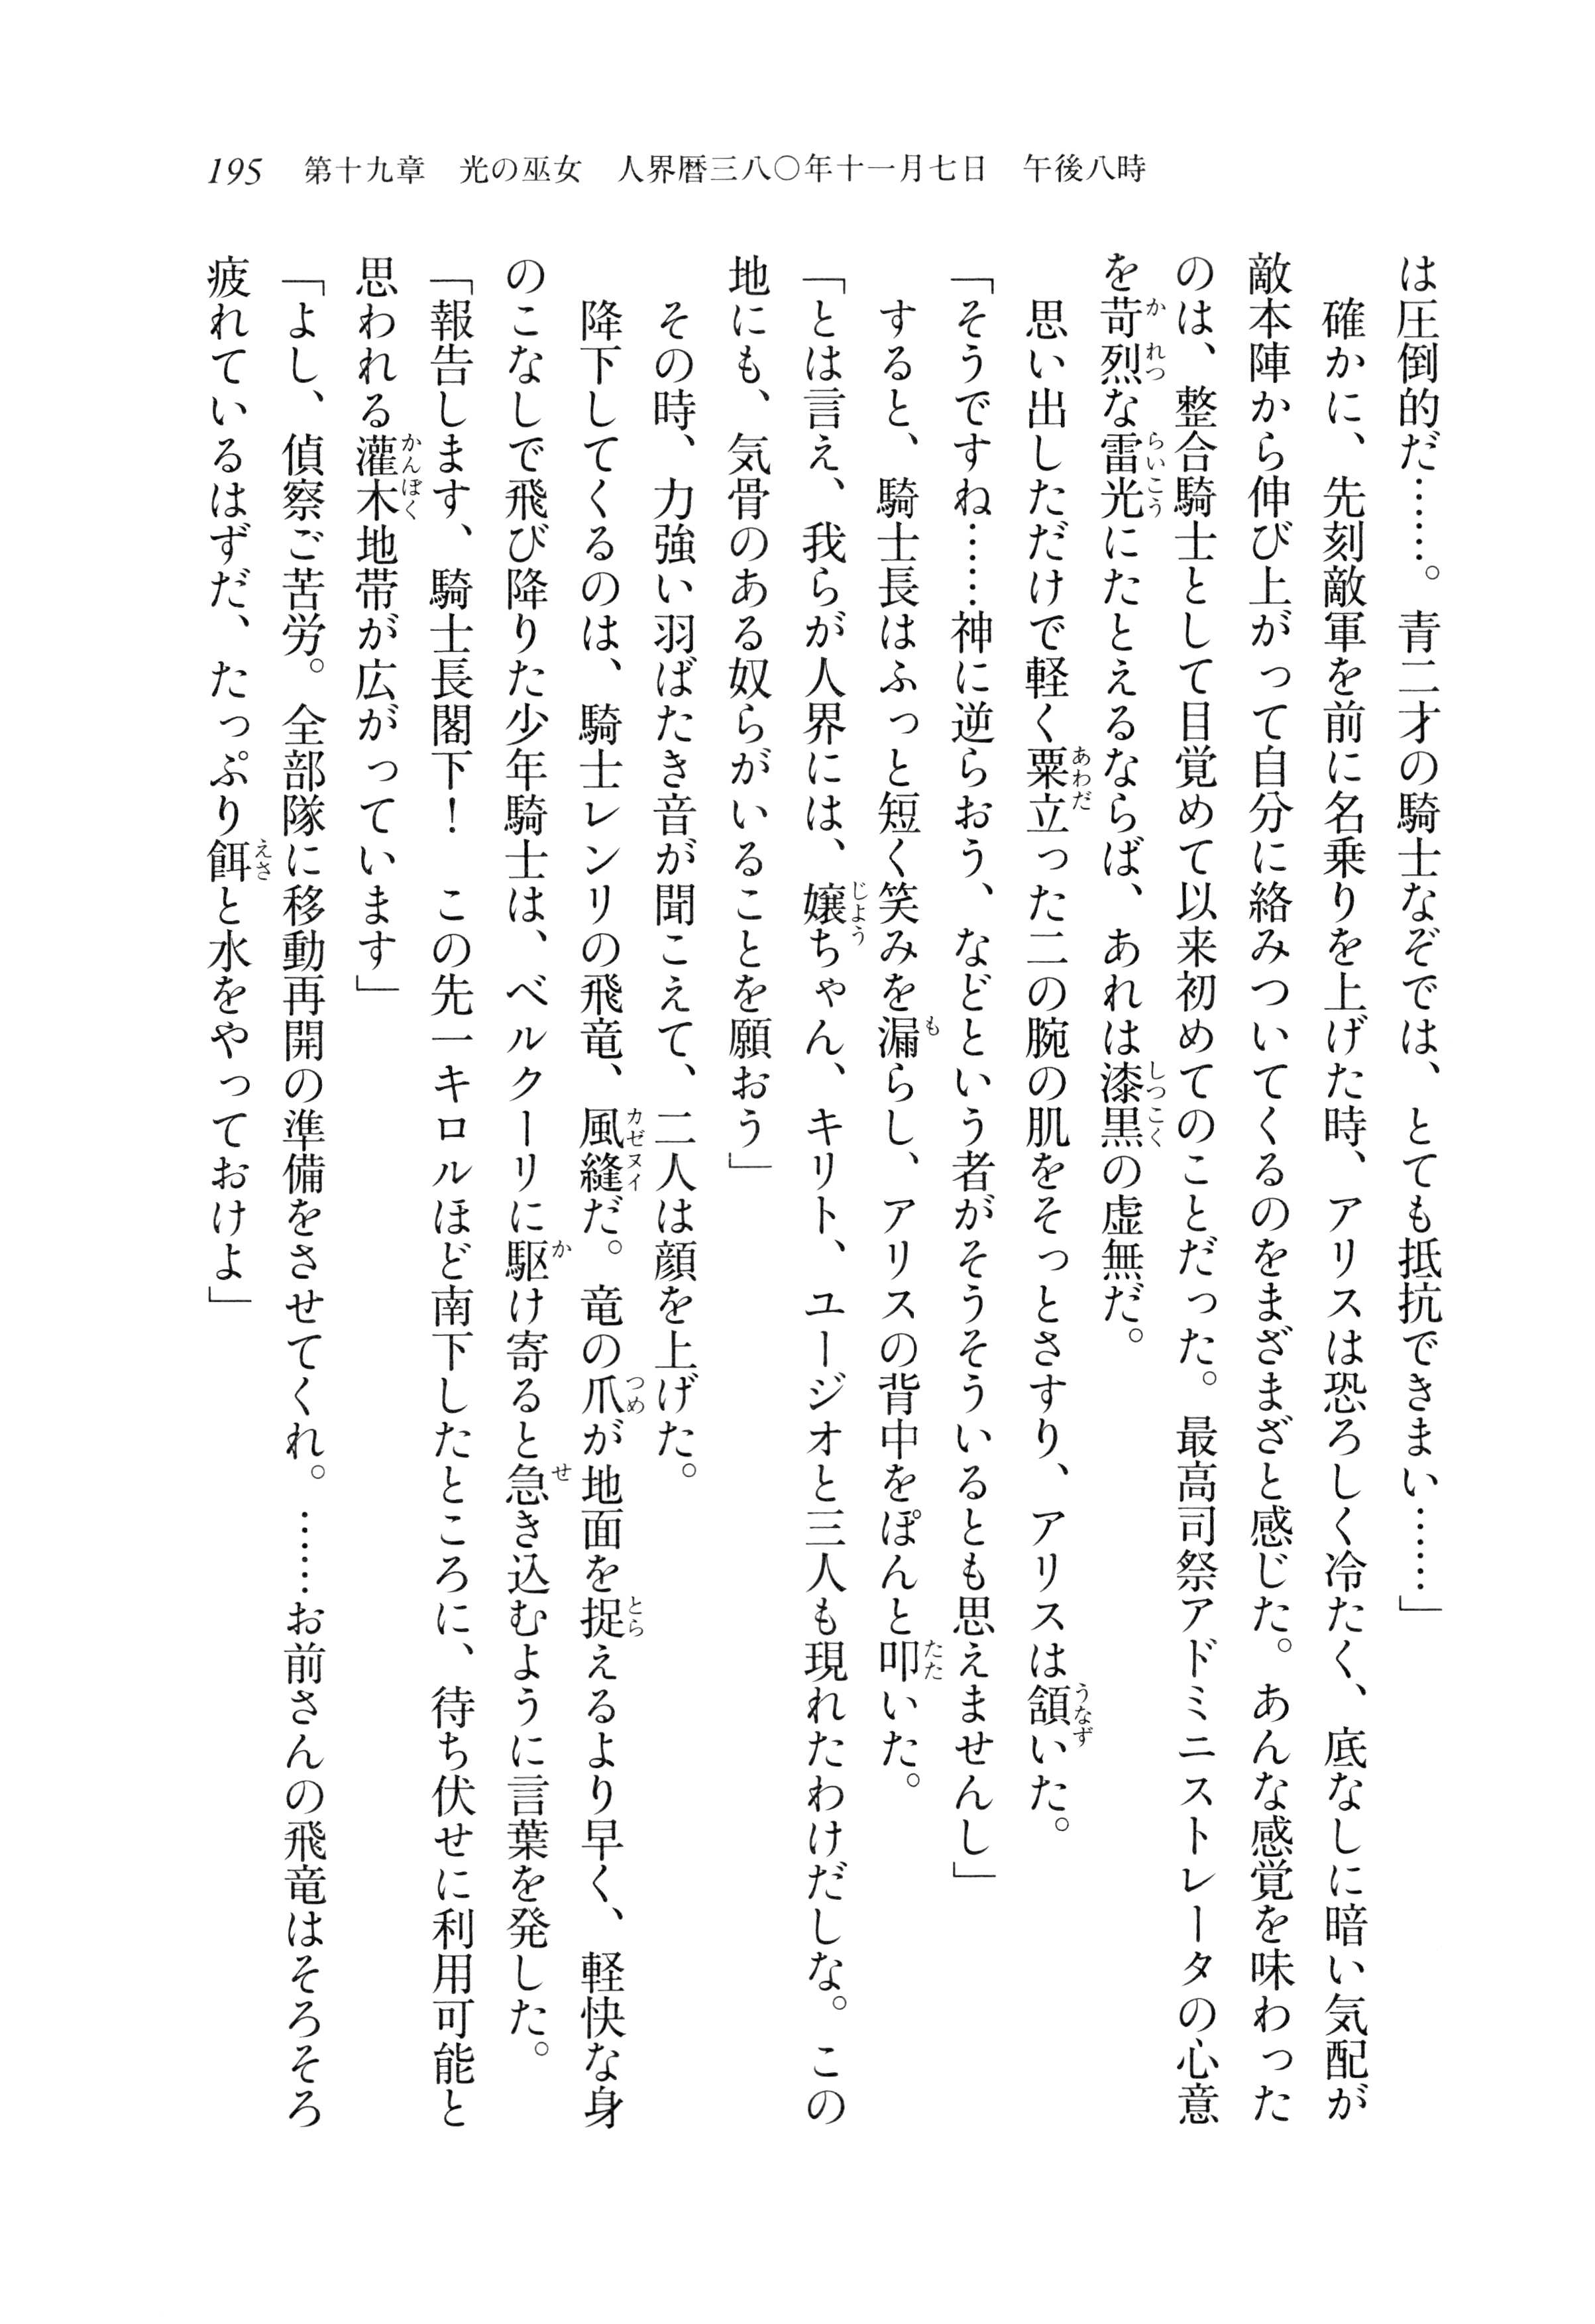 195　第十九章　光の巫女　人界暦三八〇年十一月七日　午後八時
は圧倒的だ……。青二才の騎士なぞでは、とても抵抗できまい……」
　確かに、先刻敵軍を前に名乗りを上げた時、アリスは恐ろしく冷たく、底なしに暗い気配が
敵本陣から伸び上がって自分に絡みついてくるのをまざまざと感じた。あんな感覚を味わった
のは、整合騎士として目覚めて以来初めてのことだった。最高司祭アドミニストレータの心意
を苛烈な雷光にたとえるならば、あれは漆黒の虚無だ。
　思い出しただけで軽く粟立った二の腕の肌をそっとさすり、アリスは頷いた。
「そうですね……神に逆らおう、などという者がそうそういるとも思えませんし」
　すると、騎士長はふっと短く笑みを漏らし、アリスの背中をぽんと叩いた。
「とは言え、我らが人界には、嬢ちゃん、キリト、ユージオと三人も現れたわけだしな。この
地にも、気骨のある奴らがいることを願おう」
　その時、力強い羽ばたき音が聞こえて、二人は顔を上げた。
　降下してくるのは、騎士レンリの飛竜、風縫だ。竜の爪が地面を捉えるより早く、軽快な身
のこなしで飛び降りた少年騎士は、ベルクーリに駆け寄ると急き込むように言葉を発した。
「報告します、騎士長閣下！　この先一キロルほど南下したところに、待ち伏せに利用可能と
思われる灌木地帯が広がっています」
「よし、偵察ご苦労。全部隊に移動再開の準備をさせてくれ。……お前さんの飛竜はそろそろ
疲れているはずだ、たっぷり餌と水をやっておけよ」